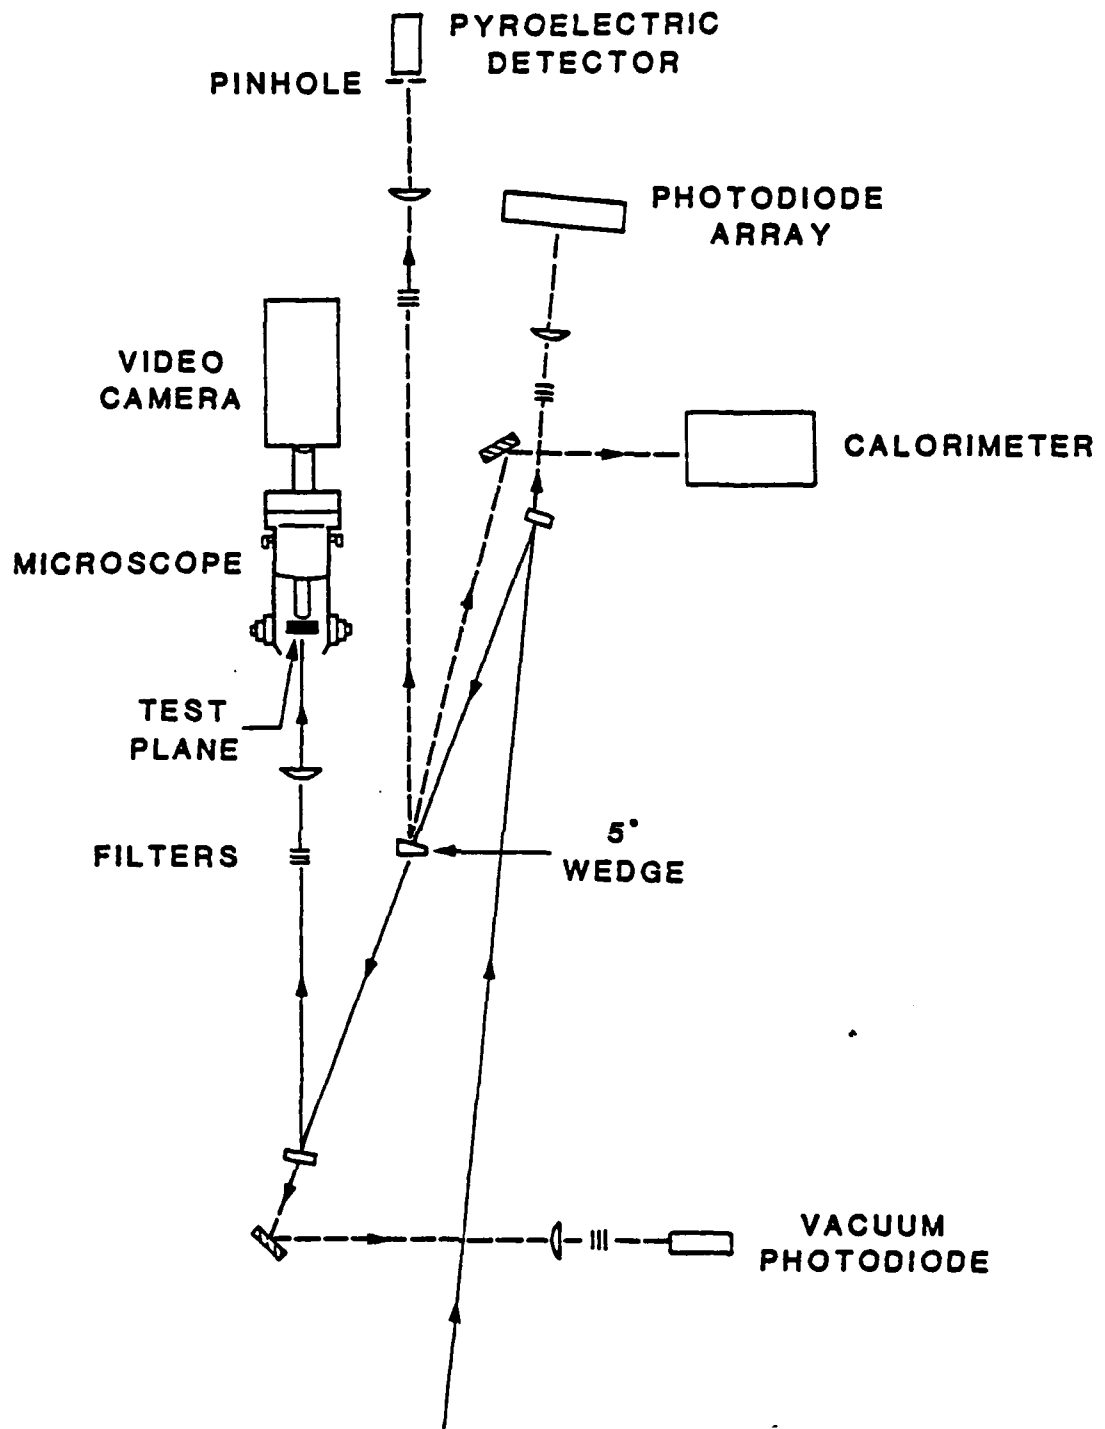 PYROELECTRIC
DETECTOR
PINHOLE
PHOTODIODE
ARRAY
VIDEO
CAMERA
CALORIMETER
MICROSCOPE
TEST
PLANE
5°
WEDGE
FILTERS
VACUUM
PHOTODIODE